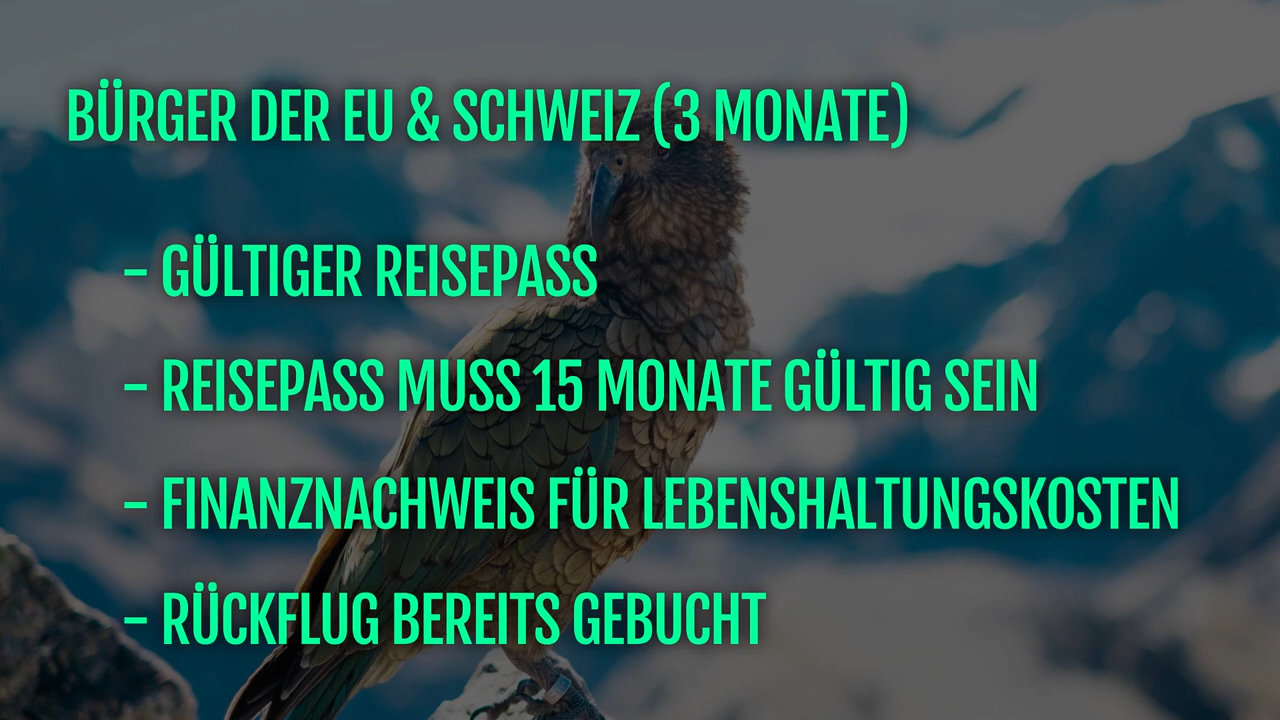 BÜRGER DER EU & SCHWEIZ (3 MONATE)
– GÜLTIGER REISEPASS
– REISEPASS MUSS 15 MONATE GÜLTIG SEIN
– FINANZNACHWEIS FÜR LEBENSHALTUNGSKOSTEN
– RÜCKFLUG BEREITS GEBUCHT